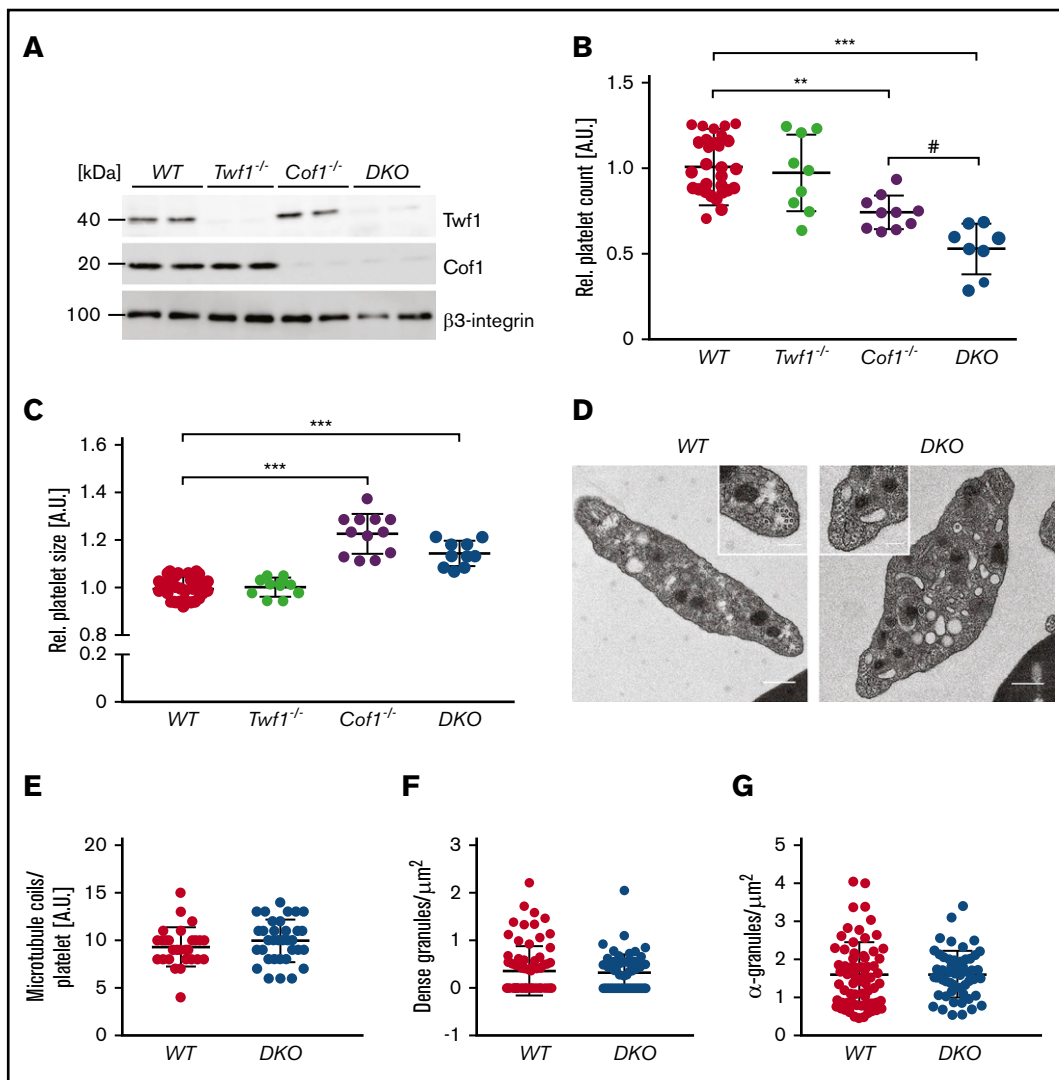 A
[kDa]
WT Twf1-/- Cof1-/- DKO
40
Twf1
20
Cof1
100
β3-integrin
B
Rel. platelet count [A.U.]
1.5
1.0
0.5
0
***
**
#
WT Twf1-/- Cof1-/- DKO
C
Rel. platelet size [A.U.]
1.6
1.4
1.2
1.0
0.8
0.2
0
***
***
WT Twf1-/- Cof1-/- DKO
D
WT DKO
E
Microtubule coils/
platelet [A.U.]
20
15
10
5
0
WT DKO
F
Dense granules/μm2
3
2
1
0
-1
WT DKO
G
α-granules/μm2
5
4
3
2
1
0
WT DKO